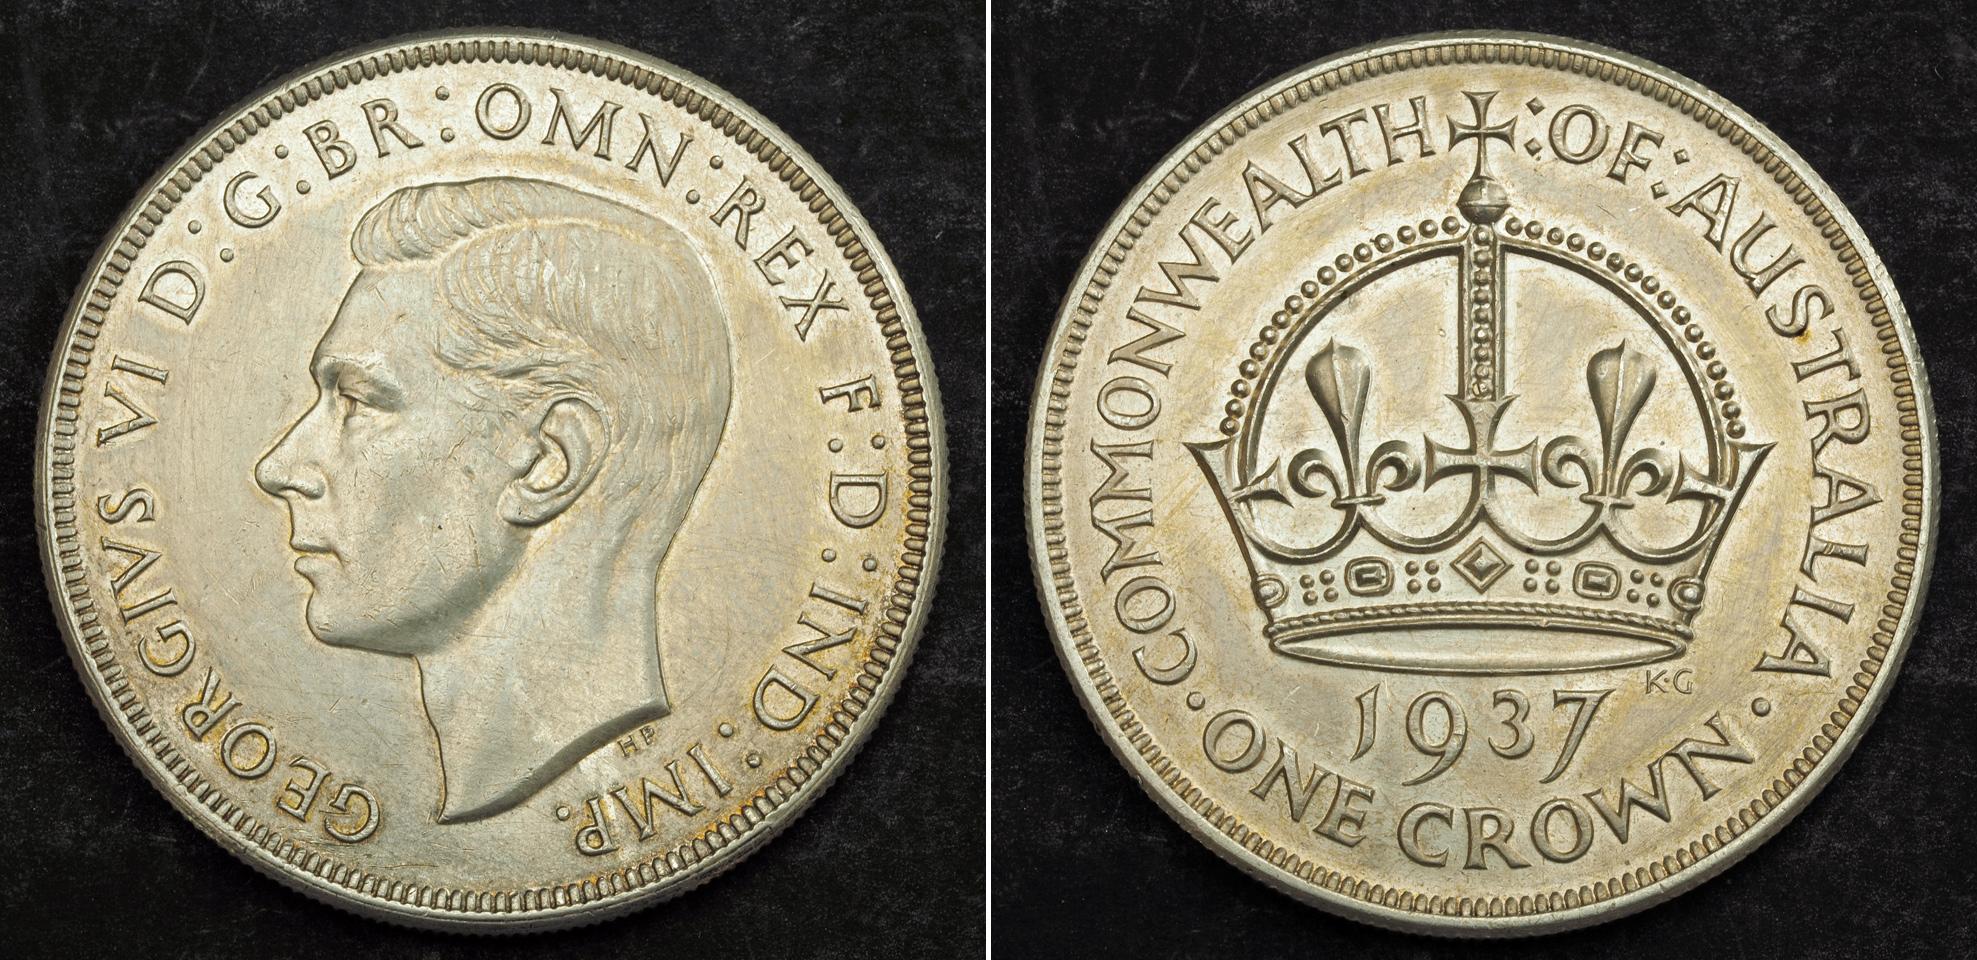 GEORGIVS VI D:G:BR:OMN:REX F:D:IND:IMP.
HP
COMMONWEALTH:OF:AUSTRALIA
KG
1937
·ONE CROWN·